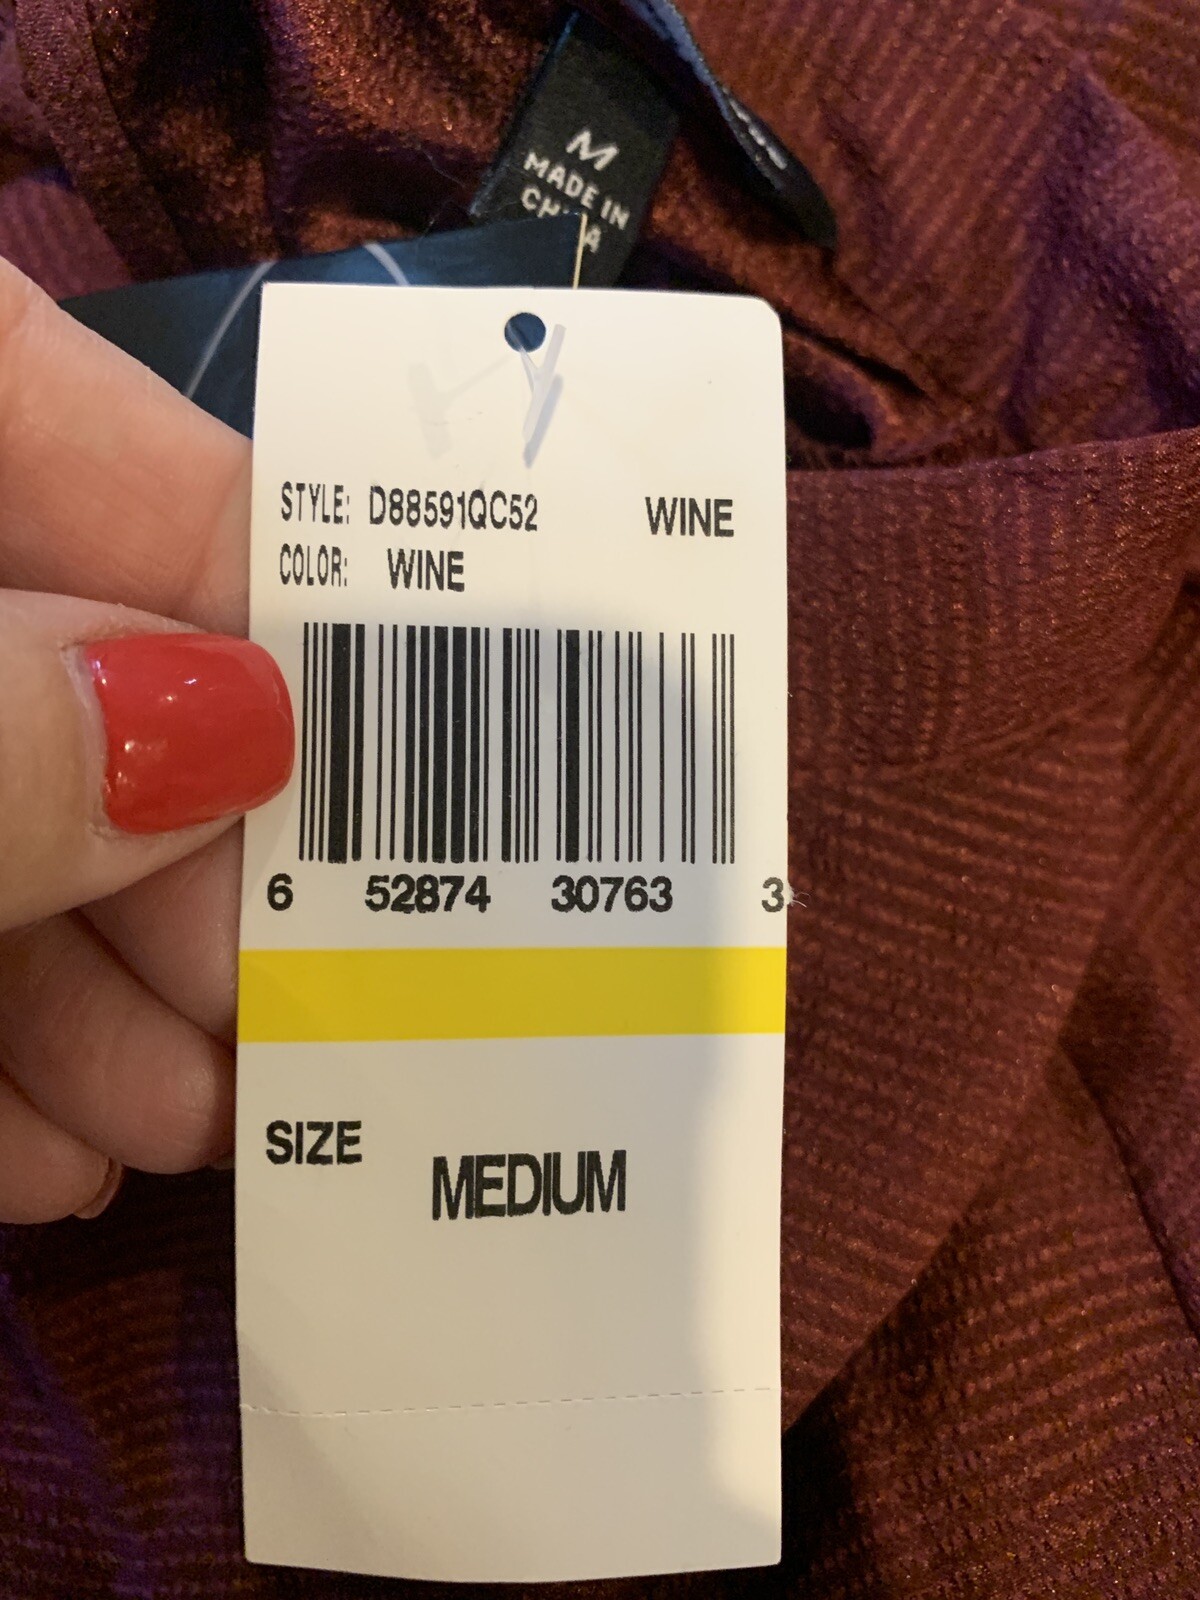 M
MADE IN
STYLE: D88591QC52 WINE
COLOR: WINE
6 52874 30763 3
SIZE
MEDIUM